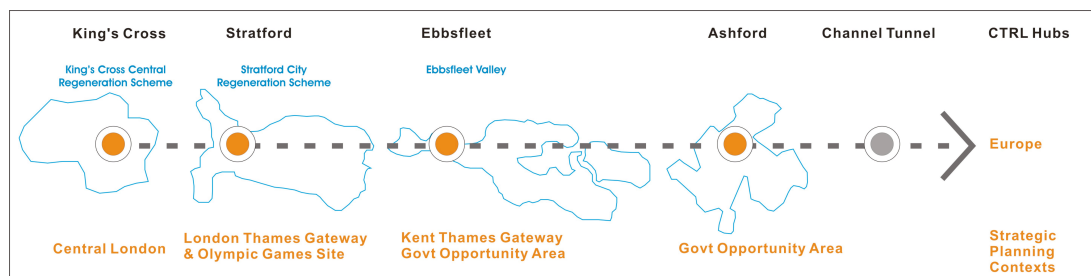 King's Cross
Stratford
Ebbsfleet
Ashford
Channel Tunnel
CTRL Hubs
King's Cross Central
Regeneration Scheme
Stratford City
Regeneration Scheme
Ebbsfleet Valley
Europe
Central London
London Thames Gateway
& Olympic Games Site
Kent Thames Gateway
Govt Opportunity Area
Govt Opportunity Area
Strategic
Planning
Contexts